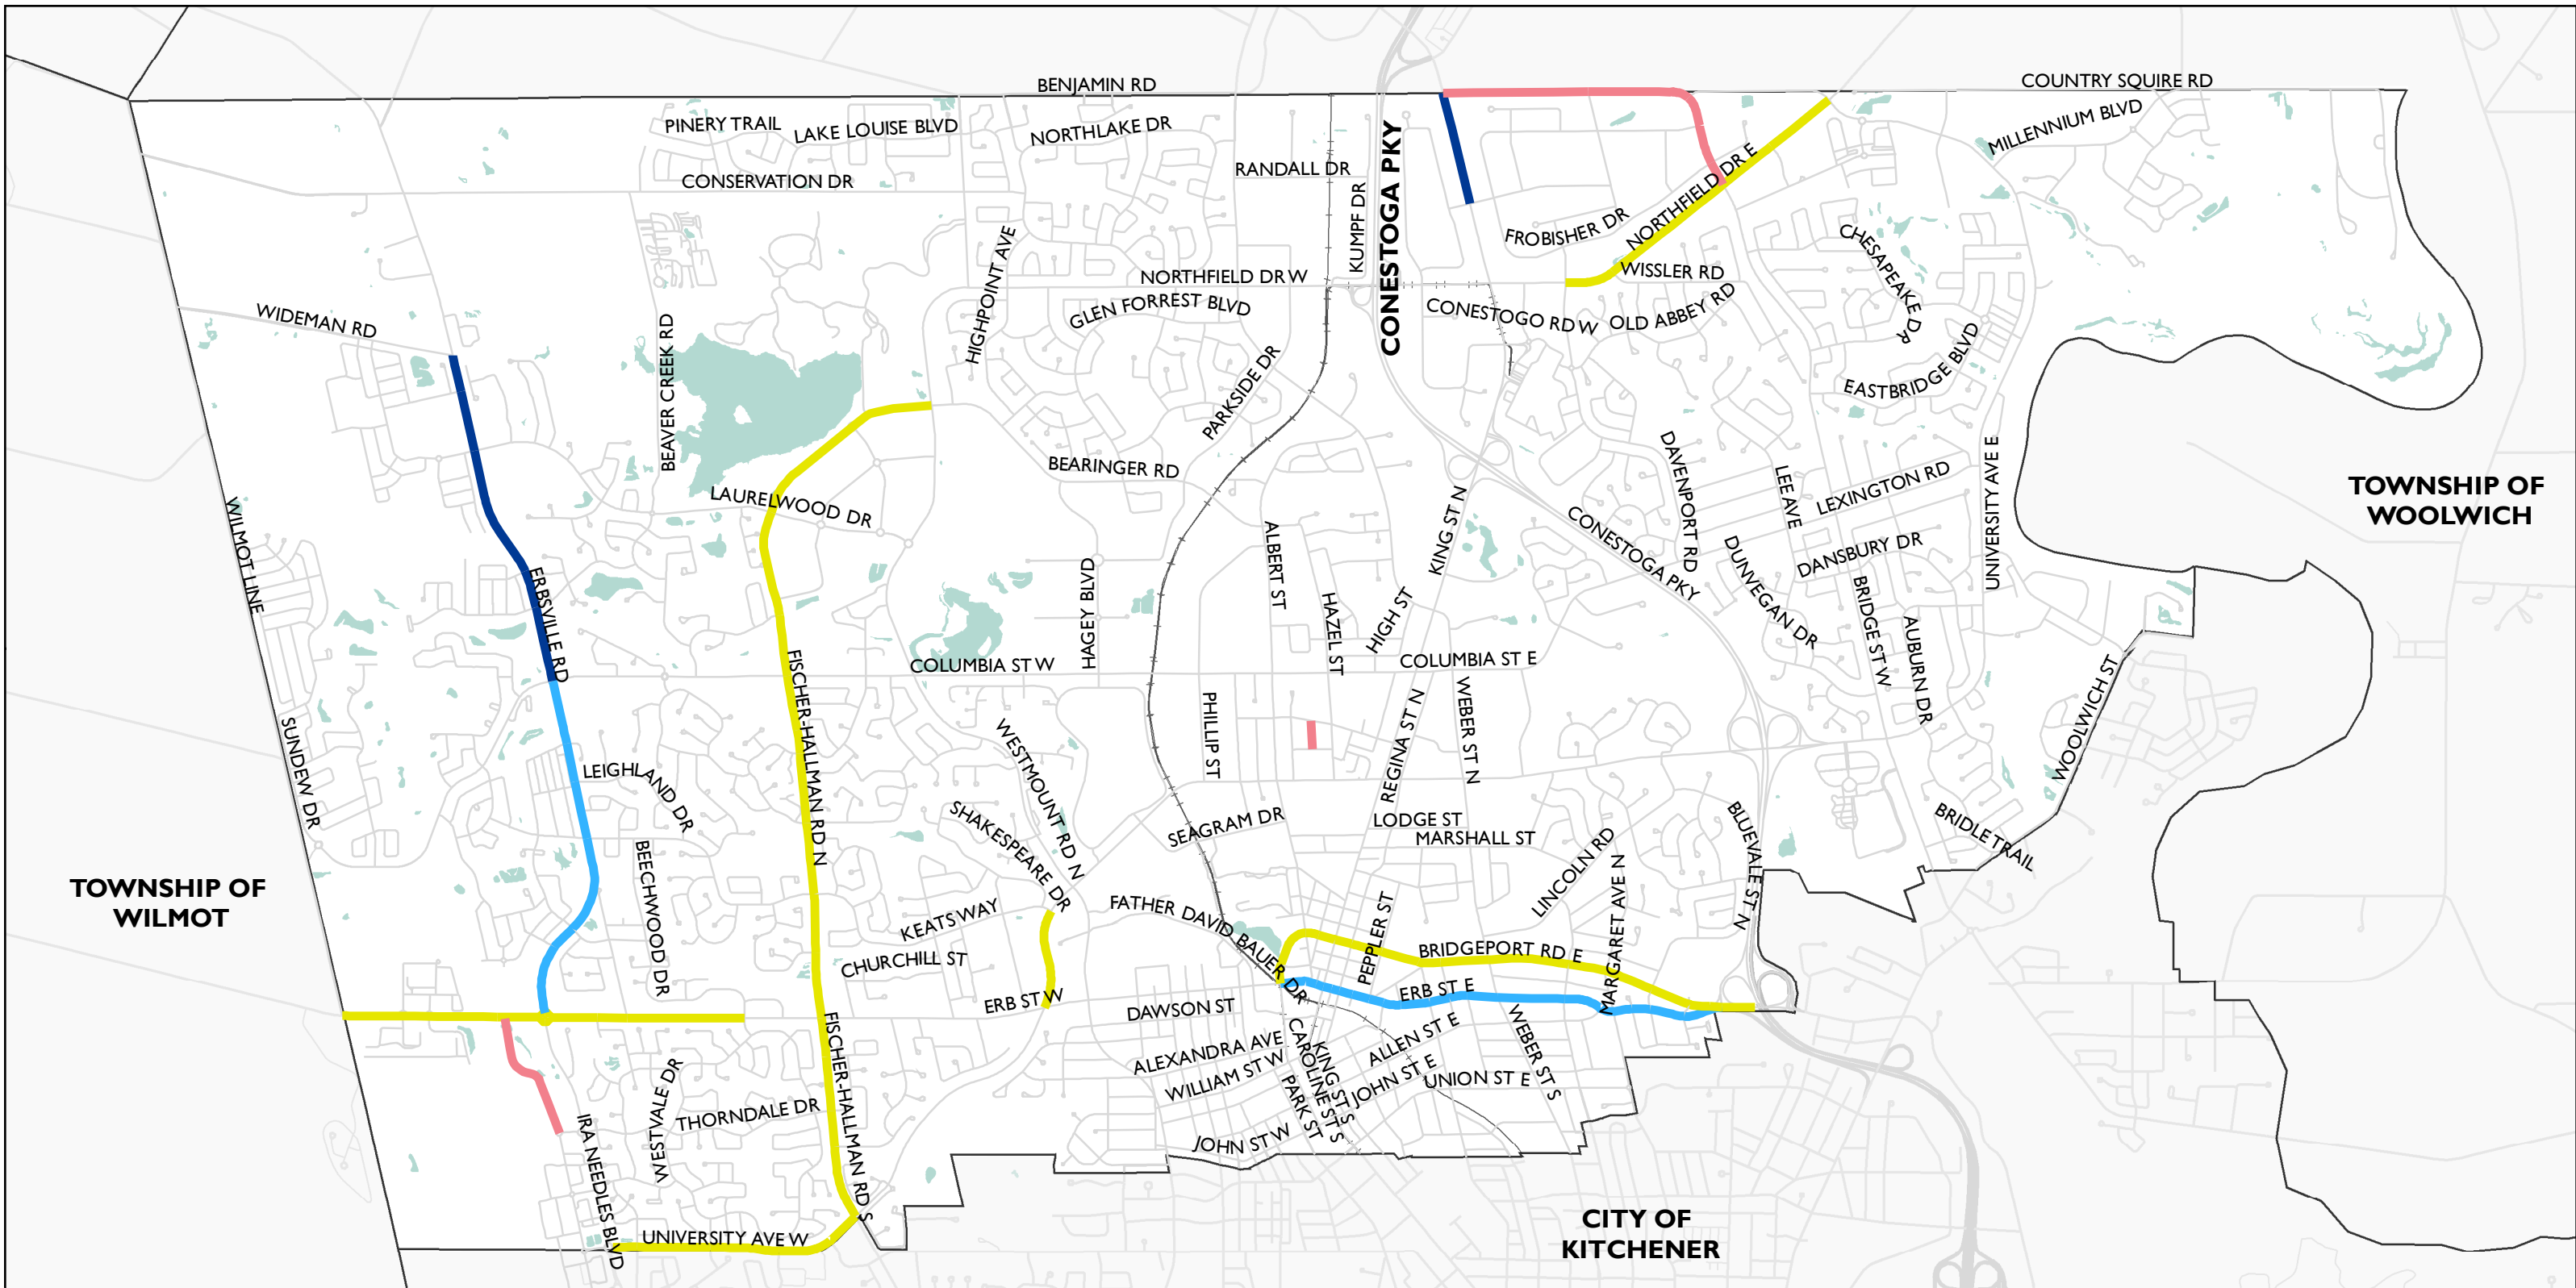 BENJAMIN RD
COUNTRY SQUIRE RD
PINERY TRAIL
LAKE LOUISE BLVD
NORTHLAKE DR
MILLENNIUM BLVD
RANDALL DR
CONSERVATION DR
KUMPF DR
CONESTOGA PKY
FROBISHER DR
NORTHFIELD DR E
CHESAPEAKE DR
HIGHPOINT AVE
NORTHFIELD DR W
WISSLER RD
GLEN FORREST BLVD
CONESTOGO RD W
OLD ABBEY RD
WIDEMAN RD
BEAVER CREEK RD
PARKSIDE DR
EASTBRIDGE BLVD
BEARINGER RD
LAURELWOOD DR
DAVENPORT RD
LEE AVE
LEXINGTON RD
UNIVERSITY AVE E
TOWNSHIP OF
WOOLWICH
WILMOT LINE
ERBSVILLE RD
ALBERT ST
KING ST N
CONESTOGA PKY
DUNVEGAN DR
DANSBURY DR
HAGEY BLVD
HAZEL ST
HIGH ST
BRIDGE ST W
AUBURN DR
FISCHER-HALLMAN RD N
COLUMBIA ST W
COLUMBIA ST E
WOOLWICH ST
SUNDEW DR
WESTMOUNT RD N
PHILLIP ST
REGINA ST N
WEBER ST N
LEIGHLAND DR
SHAKESPEARE DR
SEAGRAM DR
LODGE ST
MARSHALL ST
LINCOLN RD
BLUEVALE ST N
BRIDLE TRAIL
TOWNSHIP OF
WILMOT
BEECHWOOD DR
KEATS WAY
FATHER DAVID BAUER DR
PEPPLER ST
MARGARET AVE N
CHURCHILL ST
BRIDGEPORT RD E
ERB ST W
ERB ST E
DAWSON ST
FISCHER-HALLMAN RD S
ALEXANDRA AVE
WILLIAM ST W
CAROLINE ST S
KING ST S
PARK ST
ALLEN ST E
JOHN ST E
UNION ST E
WEBER ST S
IRA NEEDLES BLVD
WESTVALE DR
THORNDALE DR
JOHN ST W
UNIVERSITY AVE W
CITY OF
KITCHENER